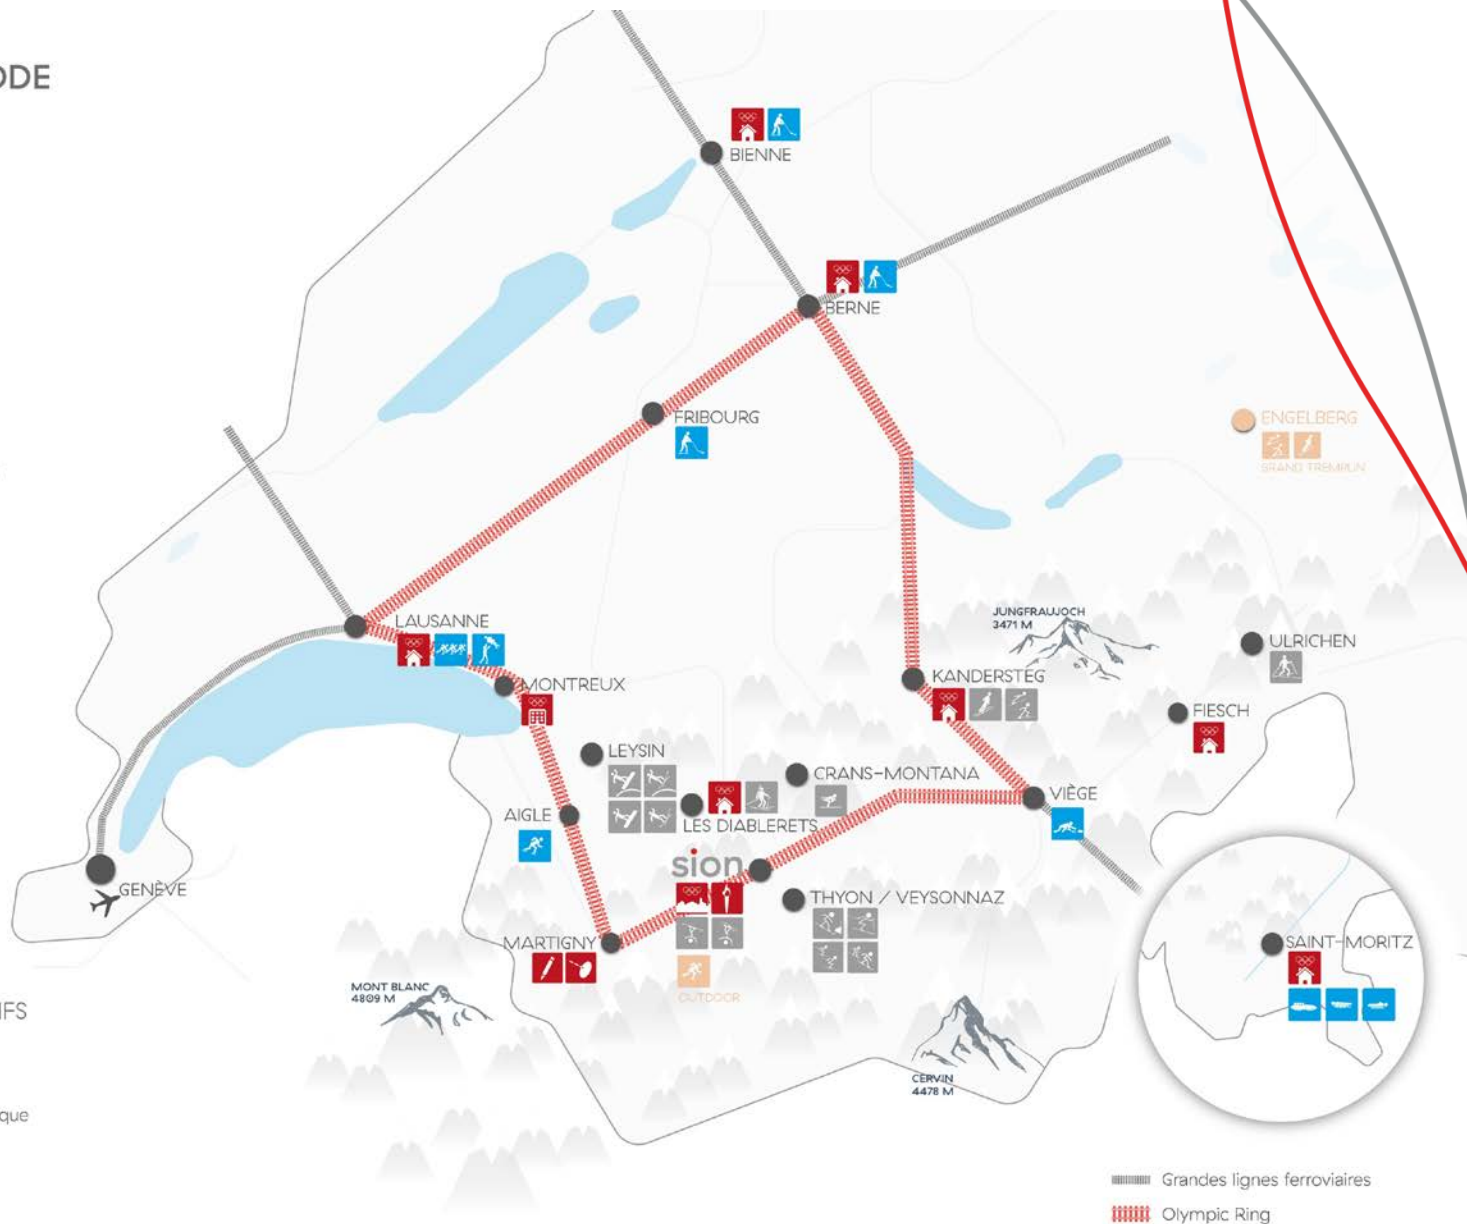 ODE
BIENNE
BERNE
FRIBOURG
ENGELBERG
GRAND TREMPLIN
LAUSANNE
MONTREUX
JUNGFRAUJOCH
3471 M
ULRICHEN
KANDERSTEG
FIESCH
LEYSIN
CRANS-MONTANA
VIÈGE
AIGLE
LES DIABLERETS
sion
GENÈVE
THYON / VEYSONNAZ
MARTIGNY
SAINT-MORITZ
MONT BLANC
4809 M
OUTDOOR
IFS
CERVIN
4478 M
que
Grandes lignes ferroviaires
Olympic Ring